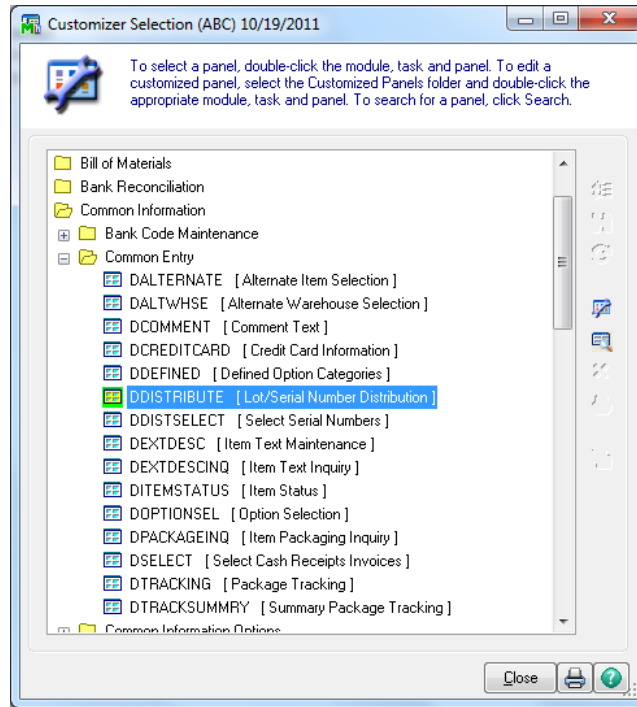 Customizer Selection (ABC) 10/19/2011
To select a panel, double-click the module, task and panel. To edit a
customized panel, select the Customized Panels folder and double-click the
appropriate module, task and panel. To search for a panel, click Search.
Bill of Materials
Bank Reconciliation
Common Information
Bank Code Maintenance
Common Entry
DALTERNATE [ Alternate Item Selection ]
DALTWHSE [ Alternate Warehouse Selection ]
DCOMMENT [ Comment Text ]
DCREDITCARD [ Credit Card Information ]
DDEFINED [ Defined Option Categories ]
DDISTRIBUTE [ Lot/Serial Number Distribution ]
DDISTSELECT [ Select Serial Numbers ]
DEXTDESC [ Item Text Maintenance ]
DEXTDESCINQ [ Item Text Inquiry ]
DITEMSTATUS [ Item Status ]
DOPTIONSEL [ Option Selection ]
DPACKAGEINQ [ Item Packaging Inquiry ]
DSELECT [ Select Cash Receipts Invoices ]
DTRACKING [ Package Tracking ]
DTRACKSUMMRY [ Summary Package Tracking ]
Common Information Options
Close